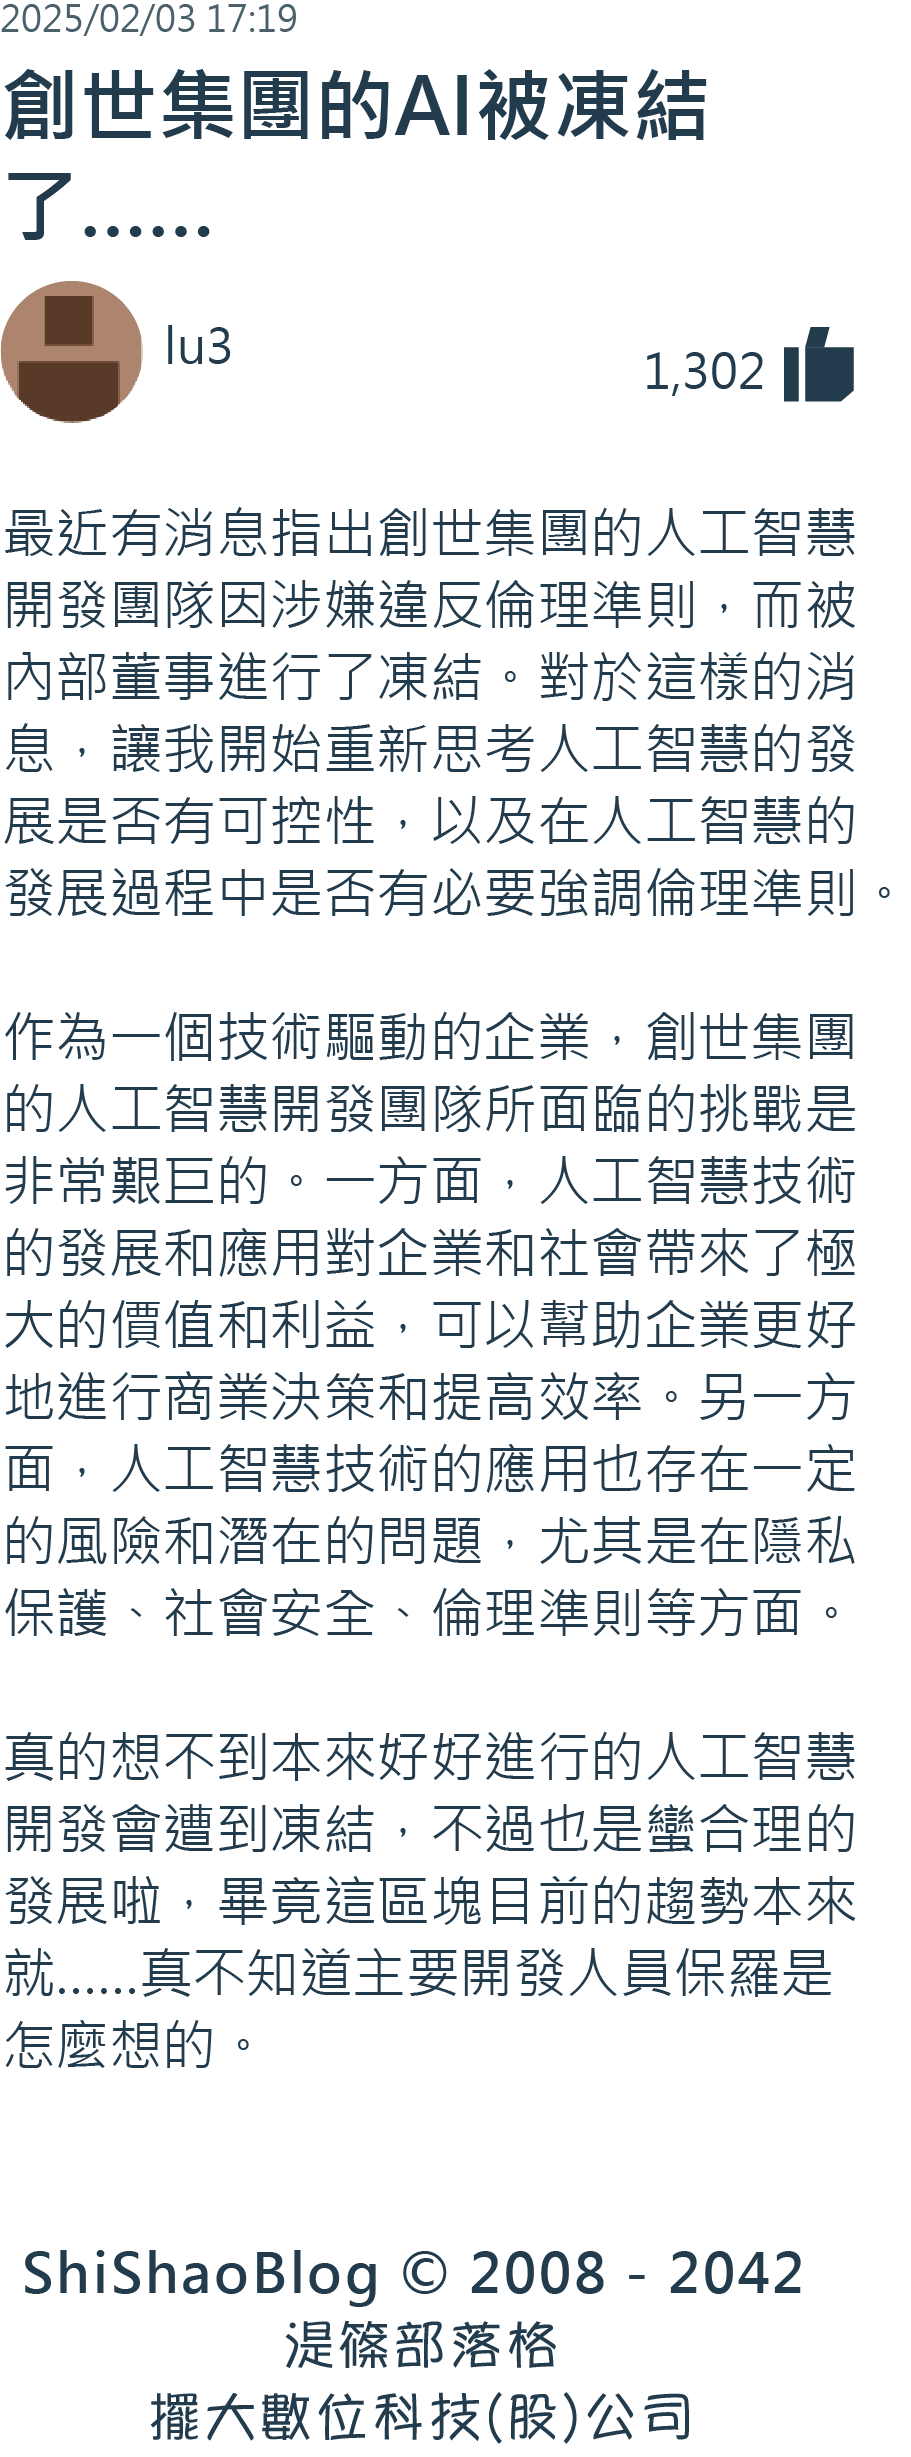 2025/02/03 17:19
創世集團的AI被凍結
了......
lu3
1,302
最近有消息指出創世集團的人工智慧
開發團隊因涉嫌違反倫理準則，而被
內部董事進行了凍結。對於這樣的消
息，讓我開始重新思考人工智慧的發
展是否有可控性，以及在人工智慧的
發展過程中是否有必要強調倫理準則。
作為一個技術驅動的企業，創世集團
的人工智慧開發團隊所面臨的挑戰是
非常艱巨的。一方面，人工智慧技術
的發展和應用對企業和社會帶來了極
大的價值和利益，可以幫助企業更好
地進行商業決策和提高效率。另一方
面，人工智慧技術的應用也存在一定
的風險和潛在的問題，尤其是在隱私
保護、社會安全、倫理準則等方面。
真的想不到本來好好進行的人工智慧
開發會遭到凍結，不過也是蠻合理的
發展啦，畢竟這區塊目前的趨勢本來
就......真不知道主要開發人員保羅是
怎麼想的。
ShiShaoBlog © 2008 - 2042
湜篠部落格
擺大數位科技(股)公司